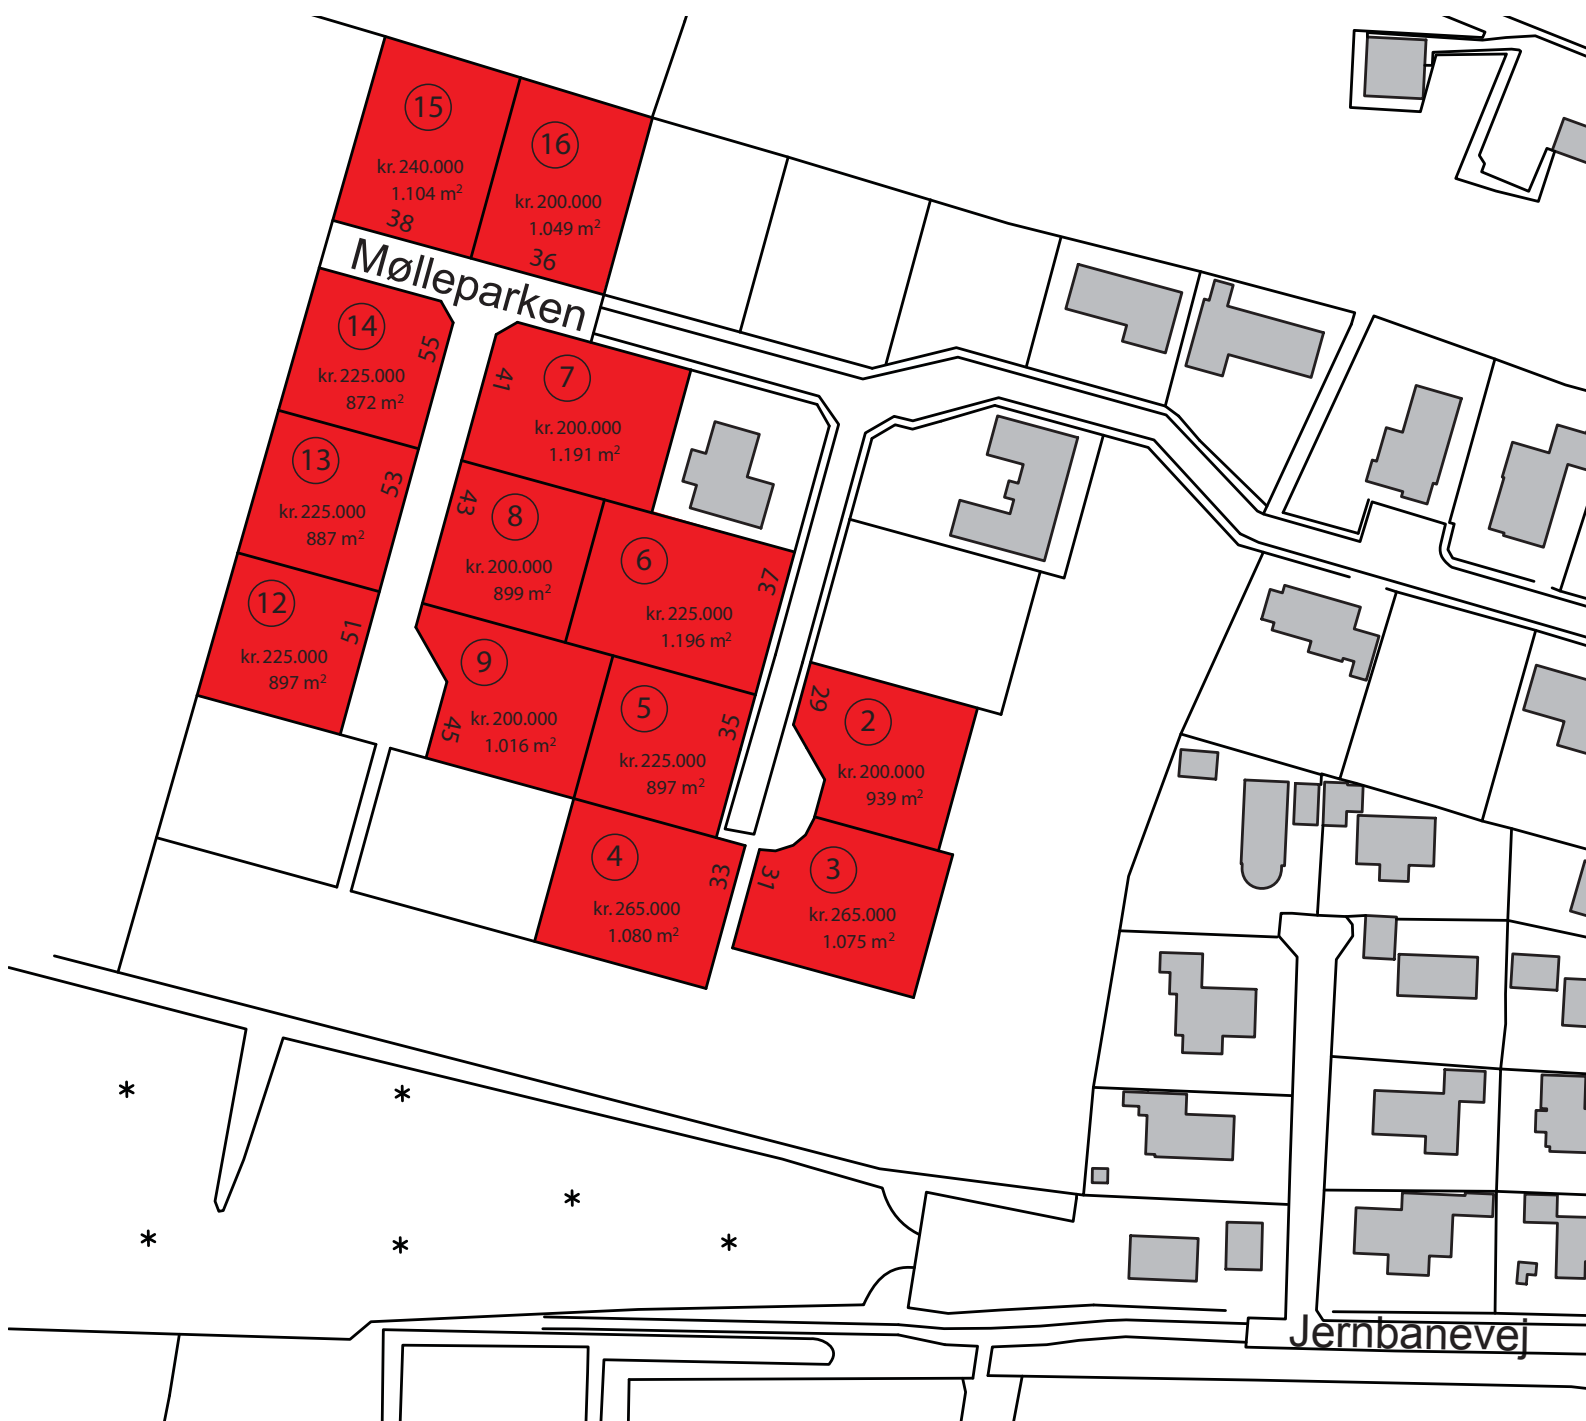 15
kr. 240.000
1.104 m²
38
16
kr. 200.000
1.049 m²
36
Mølleparken
14
kr. 225.000
872 m²
55
7
41
kr. 200.000
1.191 m²
13
kr. 225.000
887 m²
53
8
43
kr. 200.000
899 m²
6
37
kr. 225.000
1.196 m²
12
kr. 225.000
897 m²
51
9
kr. 200.000
1.016 m²
45
5
35
kr. 225.000
897 m²
29
2
kr. 200.000
939 m²
4
33
kr. 265.000
1.080 m²
3
31
kr. 265.000
1.075 m²
Jernbanevej